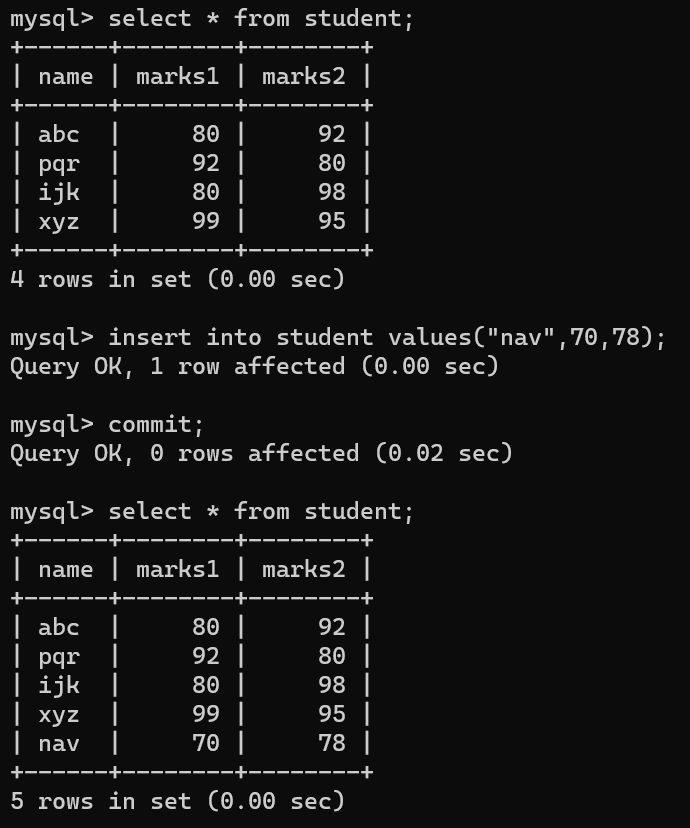 mysql> select * from student;
+------+--------+--------+
| name | marks1 | marks2 |
+------+--------+--------+
| abc  |     80 |     92 |
| pqr  |     92 |     80 |
| ijk  |     80 |     98 |
| xyz  |     99 |     95 |
+------+--------+--------+
4 rows in set (0.00 sec)

mysql> insert into student values("nav",70,78);
Query OK, 1 row affected (0.00 sec)

mysql> commit;
Query OK, 0 rows affected (0.02 sec)

mysql> select * from student;
+------+--------+--------+
| name | marks1 | marks2 |
+------+--------+--------+
| abc  |     80 |     92 |
| pqr  |     92 |     80 |
| ijk  |     80 |     98 |
| xyz  |     99 |     95 |
| nav  |     70 |     78 |
+------+--------+--------+
5 rows in set (0.00 sec)